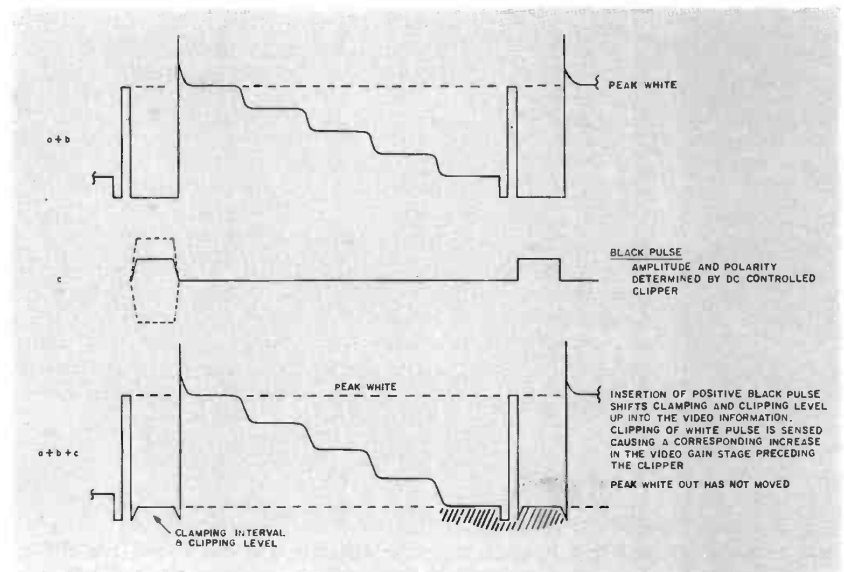 a+b
PEAK WHITE
c
BLACK PULSE
AMPLITUDE AND POLARITY
DETERMINED BY DC CONTROLLED
CLIPPER
PEAK WHITE
a+b+c
INSERTION OF POSITIVE BLACK PULSE
SHIFTS CLAMPING AND CLIPPING LEVEL
UP INTO THE VIDEO INFORMATION.
CLIPPING OF WHITE PULSE IS SENSED
CAUSING A CORRESPONDING INCREASE
IN THE VIDEO GAIN STAGE PRECEDING
THE CLIPPER
PEAK WHITE OUT HAS NOT MOVED
CLAMPING INTERVAL
& CLIPPING LEVEL